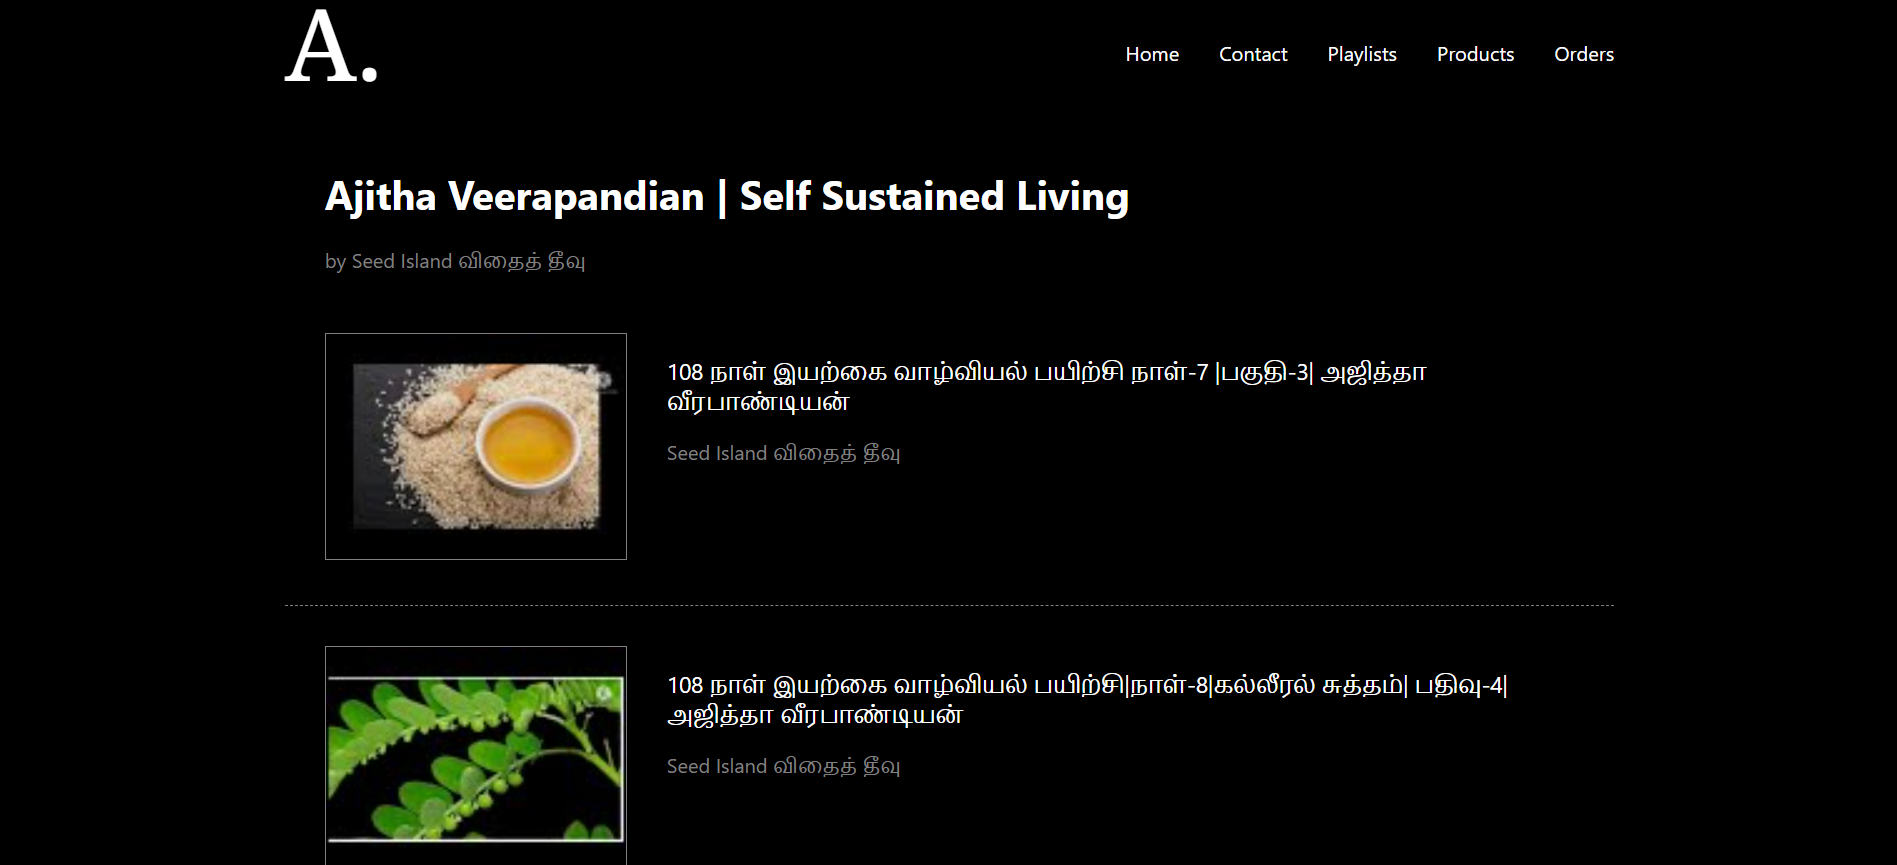 A.
Home Contact Playlists Products Orders
Ajitha Veerapandian | Self Sustained Living
by Seed Island விதைத் தீவு
108 நாள் இயற்கை வாழ்வியல் பயிற்சி நாள்-7 |பகுதி-3| அஜித்தா
வீரபாண்டியன்
Seed Island விதைத் தீவு
108 நாள் இயற்கை வாழ்வியல் பயிற்சி|நாள்-8|கல்லீரல் சுத்தம்| பதிவு-4|
அஜித்தா வீரபாண்டியன்
Seed Island விதைத் தீவு